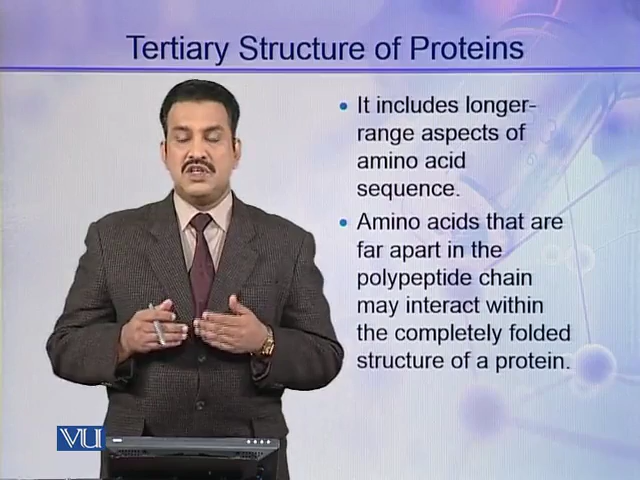 Tertiary Structure of Proteins
• It includes longer-
range aspects of
amino acid
sequence.
• Amino acids that are
far apart in the
polypeptide chain
may interact within
the completely folded
structure of a protein.
VU